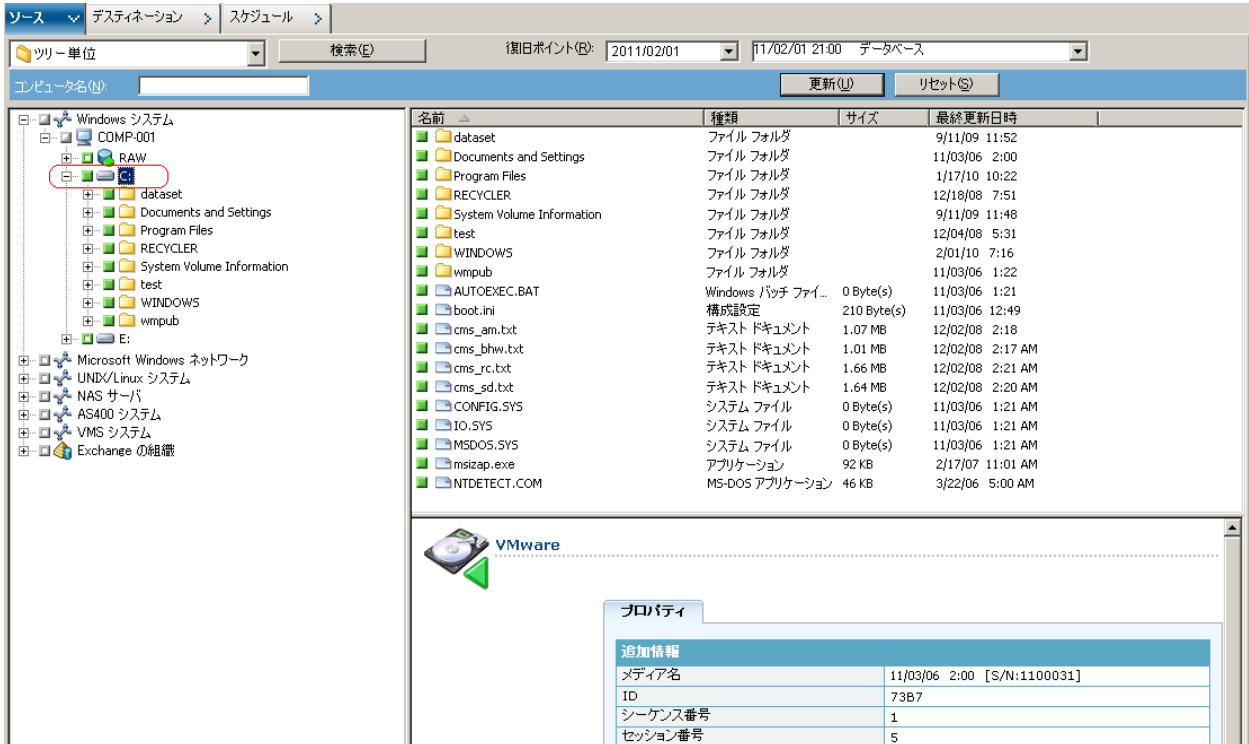 ソース デスティネーション スケジュール
ツリー単位 検索(E) 復旧ポイント(R): 2011/02/01 11/02/01 21:00 データベース
コンピュータ名(N): 更新(U) リセット(S)
Windows システム
COMP-001
RAW
C:
dataset
Documents and Settings
Program Files
RECYCLER
System Volume Information
test
WINDOWS
wmpub
E:
Microsoft Windows ネットワーク
UNIX/Linux システム
NAS サーバ
AS400 システム
VMS システム
Exchange の組織
名前 種類 サイズ 最終更新日時
dataset ファイル フォルダ 9/11/09 11:52
Documents and Settings ファイル フォルダ 11/03/06 2:00
Program Files ファイル フォルダ 1/17/10 10:22
RECYCLER ファイル フォルダ 12/18/08 7:51
System Volume Information ファイル フォルダ 9/11/09 11:48
test ファイル フォルダ 12/04/08 5:31
WINDOWS ファイル フォルダ 2/01/10 7:16
wmpub ファイル フォルダ 11/03/06 1:22
AUTOEXEC.BAT Windows バッチ ファイ... 0 Byte(s) 11/03/06 1:21
boot.ini 構成設定 210 Byte(s) 11/03/06 12:49
cms_am.txt テキスト ドキュメント 1.07 MB 12/02/08 2:18
cms_bhw.txt テキスト ドキュメント 1.01 MB 12/02/08 2:17 AM
cms_rc.txt テキスト ドキュメント 1.66 MB 12/02/08 2:21 AM
cms_sd.txt テキスト ドキュメント 1.64 MB 12/02/08 2:20 AM
CONFIG.SYS システム ファイル 0 Byte(s) 11/03/06 1:21 AM
IO.SYS システム ファイル 0 Byte(s) 11/03/06 1:21 AM
MSDOS.SYS システム ファイル 0 Byte(s) 11/03/06 1:21 AM
msizap.exe アプリケーション 92 KB 2/17/07 11:01 AM
NTDETECT.COM MS-DOS アプリケーション 46 KB 3/22/06 5:00 AM
VMware
プロパティ
追加情報
メディア名 11/03/06 2:00 [S/N:1100031]
ID 73B7
シーケンス番号 1
セッション番号 5